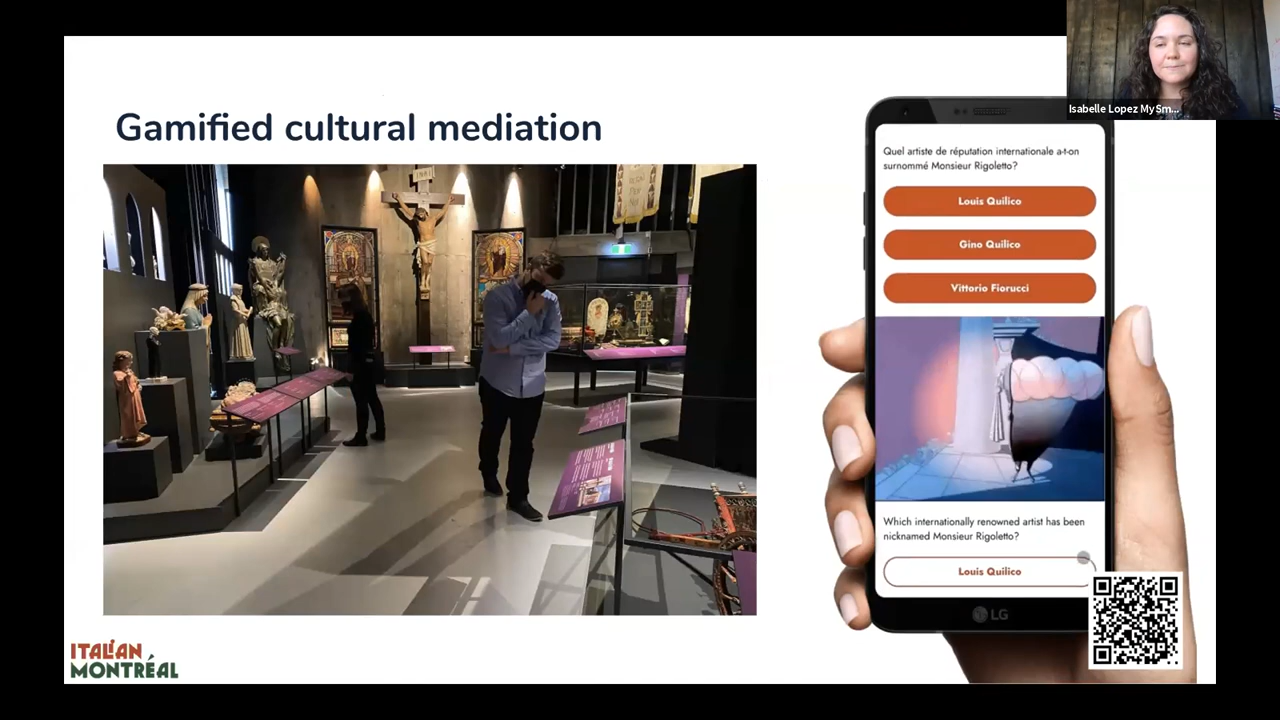 Isabelle Lopez MySm...
Gamified cultural mediation
Quel artiste de réputation internationale a-t-on
surnommé Monsieur Rigoletto?
Louis Quilico
Gino Quilico
Vittorio Fiorucci
Which internationally renowned artist has been
nicknamed Monsieur Rigoletto?
Louis Quilico
LG
INRI
ITALIAN
MONTRÉAL